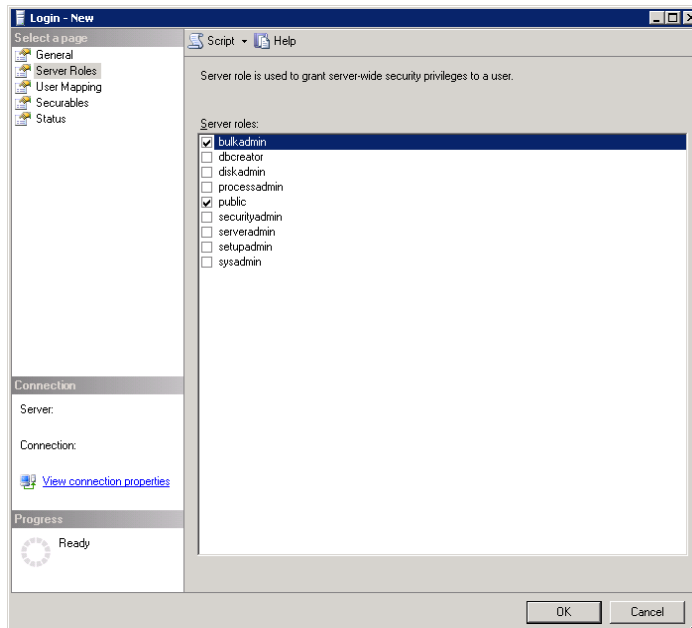 Login - New
Select a page
General
Server Roles
User Mapping
Securables
Status
Script
Help
Server role is used to grant server-wide security privileges to a user.
Server roles:
bulkadmin
dbcreator
diskadmin
processadmin
public
securityadmin
serveradmin
setupadmin
sysadmin
Connection
Server:
Connection:
View connection properties
Progress
Ready
OK
Cancel